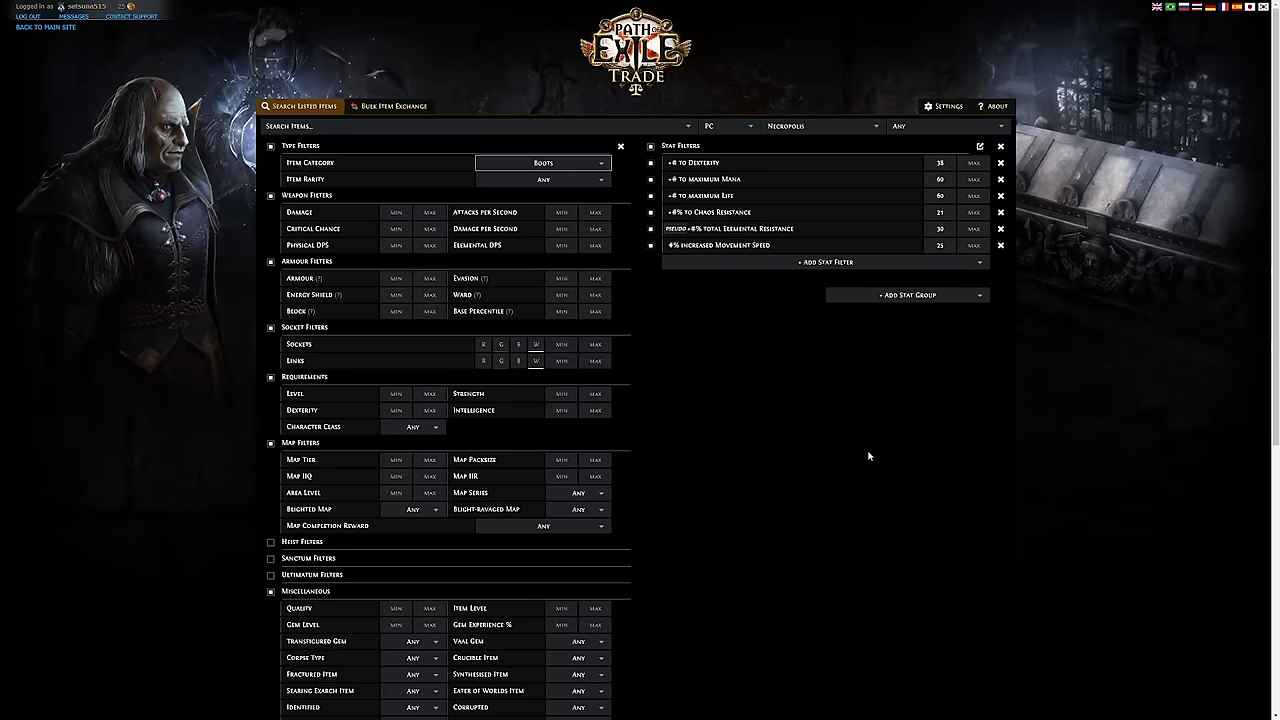 Logged in as setsuna515 25
LOG OUT MESSAGES CONTACT SUPPORT
BACK TO MAIN SITE
PATH OF EXILE TRADE
SEARCH LISTED ITEMS BULK ITEM EXCHANGE SETTINGS ? ABOUT
SEARCH ITEMS... PC NECROPOLIS ANY
TYPE FILTERS
ITEM CATEGORY BOOTS
ITEM RARITY ANY
WEAPON FILTERS
DAMAGE MIN MAX ATTACKS PER SECOND MIN MAX
CRITICAL CHANCE MIN MAX DAMAGE PER SECOND MIN MAX
PHYSICAL DPS MIN MAX ELEMENTAL DPS MIN MAX
ARMOUR FILTERS
ARMOUR (?) MIN MAX EVASION (?) MIN MAX
ENERGY SHIELD (?) MIN MAX WARD (?) MIN MAX
BLOCK (?) MIN MAX BASE PERCENTILE (?) MIN MAX
SOCKET FILTERS
SOCKETS R G B W MIN MAX
LINKS R G B W MIN MAX
REQUIREMENTS
LEVEL MIN MAX STRENGTH MIN MAX
DEXTERITY MIN MAX INTELLIGENCE MIN MAX
CHARACTER CLASS ANY
MAP FILTERS
MAP TIER MIN MAX MAP PACKSIZE MIN MAX
MAP IIQ MIN MAX MAP IIR MIN MAX
AREA LEVEL MIN MAX MAP SERIES ANY
BLIGHTED MAP ANY BLIGHT-RAVAGED MAP ANY
MAP COMPLETION REWARD ANY
HEIST FILTERS
SANCTUM FILTERS
ULTIMATUM FILTERS
MISCELLANEOUS
QUALITY MIN MAX ITEM LEVEL MIN MAX
GEM LEVEL MIN MAX GEM EXPERIENCE % MIN MAX
TRANSFIGURED GEM ANY VAAL GEM ANY
CORPSE TYPE ANY CRUCIBLE ITEM ANY
FRACTURED ITEM ANY SYNTHESISED ITEM ANY
SEARING EXARCH ITEM ANY EATER OF WORLDS ITEM ANY
IDENTIFIED ANY CORRUPTED ANY
STAT FILTERS
+# TO DEXTERITY 38 MAX
+# TO MAXIMUM MANA 60 MAX
+# TO MAXIMUM LIFE 60 MAX
+#% TO CHAOS RESISTANCE 21 MAX
PSEUDO +#% TOTAL ELEMENTAL RESISTANCE 30 MAX
#% INCREASED MOVEMENT SPEED 25 MAX
+ ADD STAT FILTER
+ ADD STAT GROUP